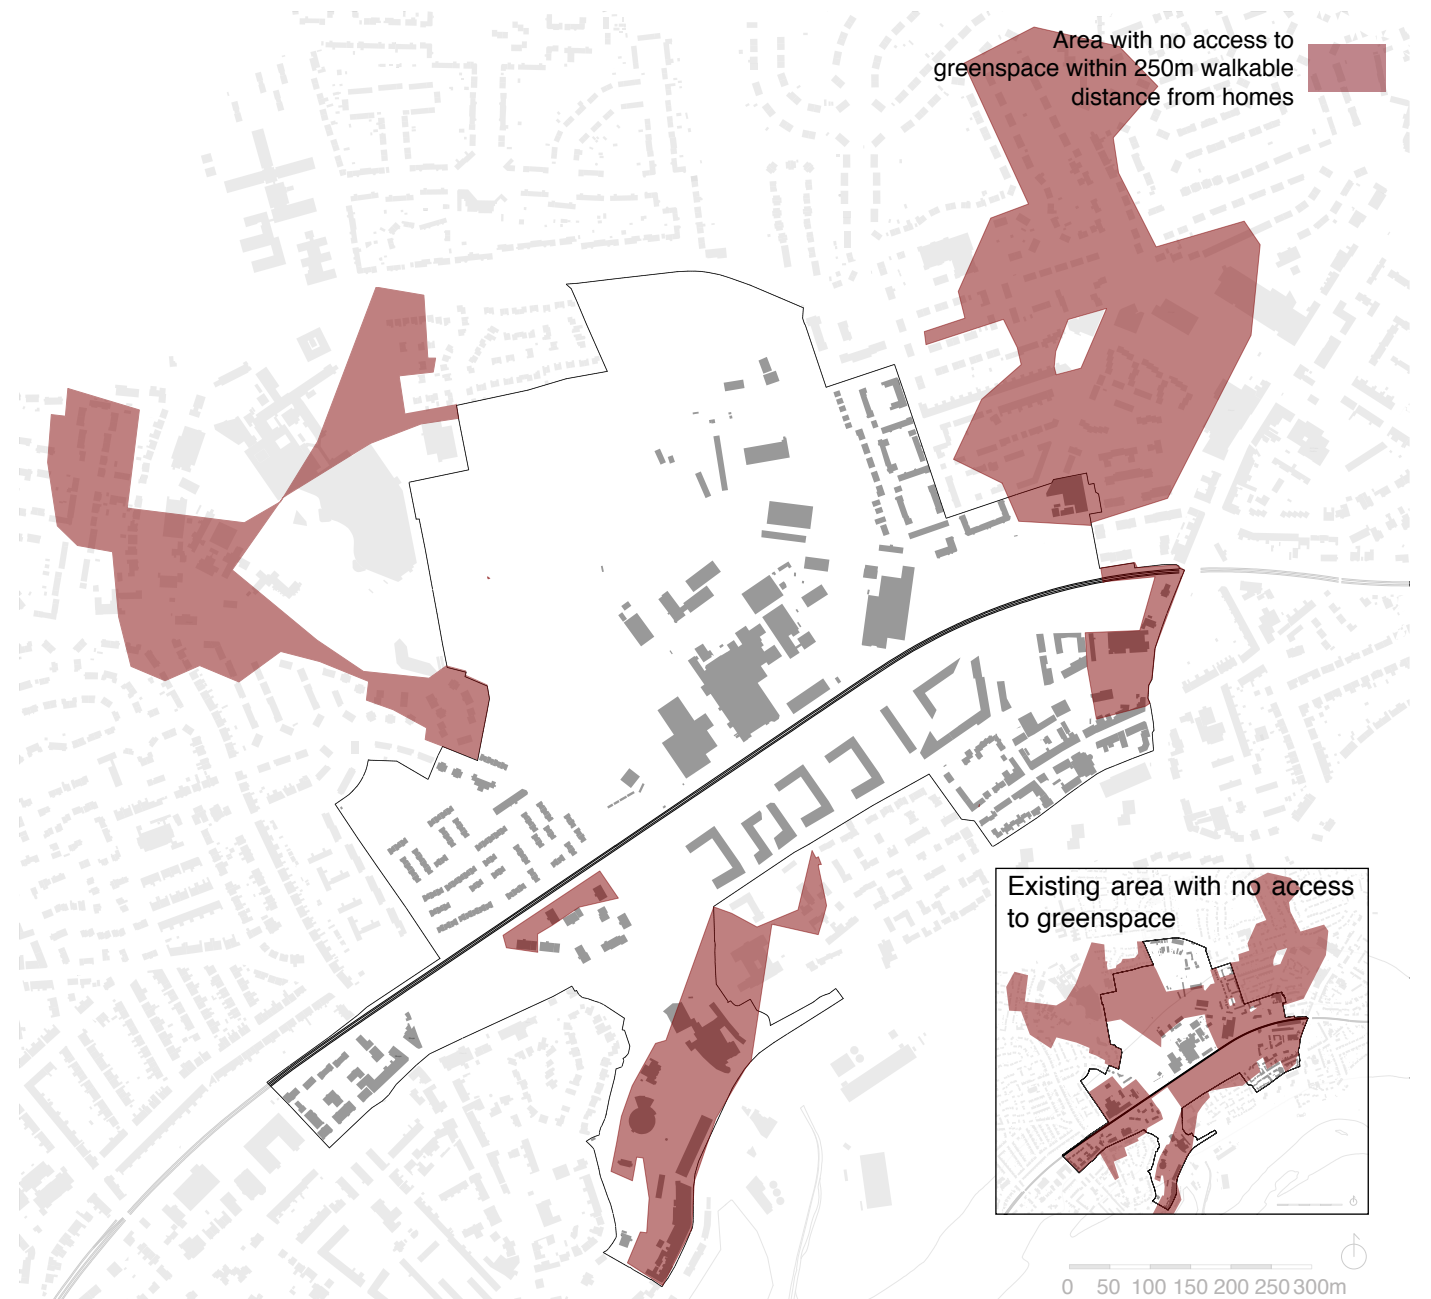 Area with no access to
greenspace within 250m walkable
distance from homes
Existing area with no access
to greenspace
0 50 100 150 200 250 300m